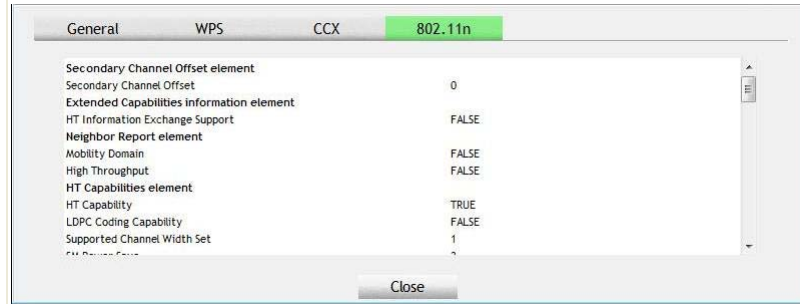 General WPS CCX 802.11n
Secondary Channel Offset element
Secondary Channel Offset 0
Extended Capabilities information element
HT Information Exchange Support FALSE
Neighbor Report element
Mobility Domain FALSE
High Throughput FALSE
HT Capabilities element
HT Capability TRUE
LDPC Coding Capability FALSE
Supported Channel Width Set 1
Close